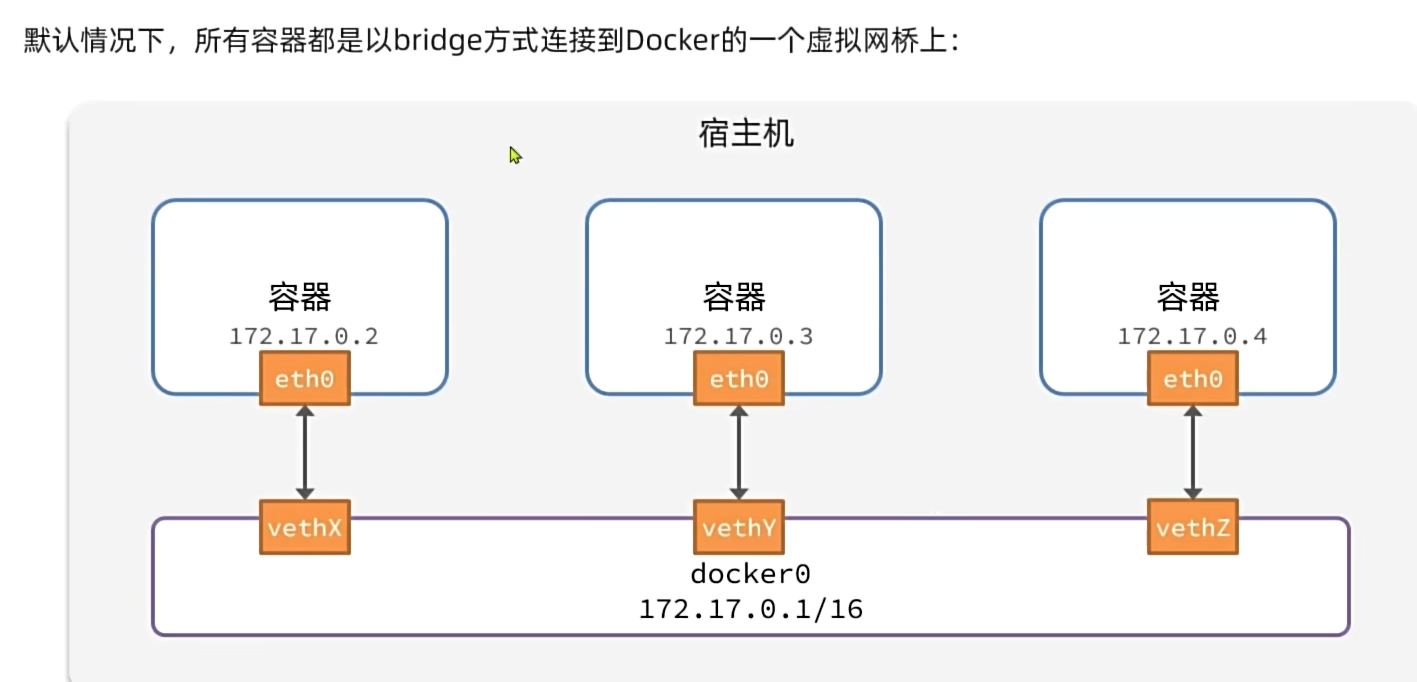 默认情况下，所有容器都是以bridge方式连接到Docker的一个虚拟网桥上：
宿主机
容器 容器 容器
172.17.0.2 172.17.0.3 172.17.0.4
eth0 eth0 eth0
vethX vethY vethZ
docker0
172.17.0.1/16